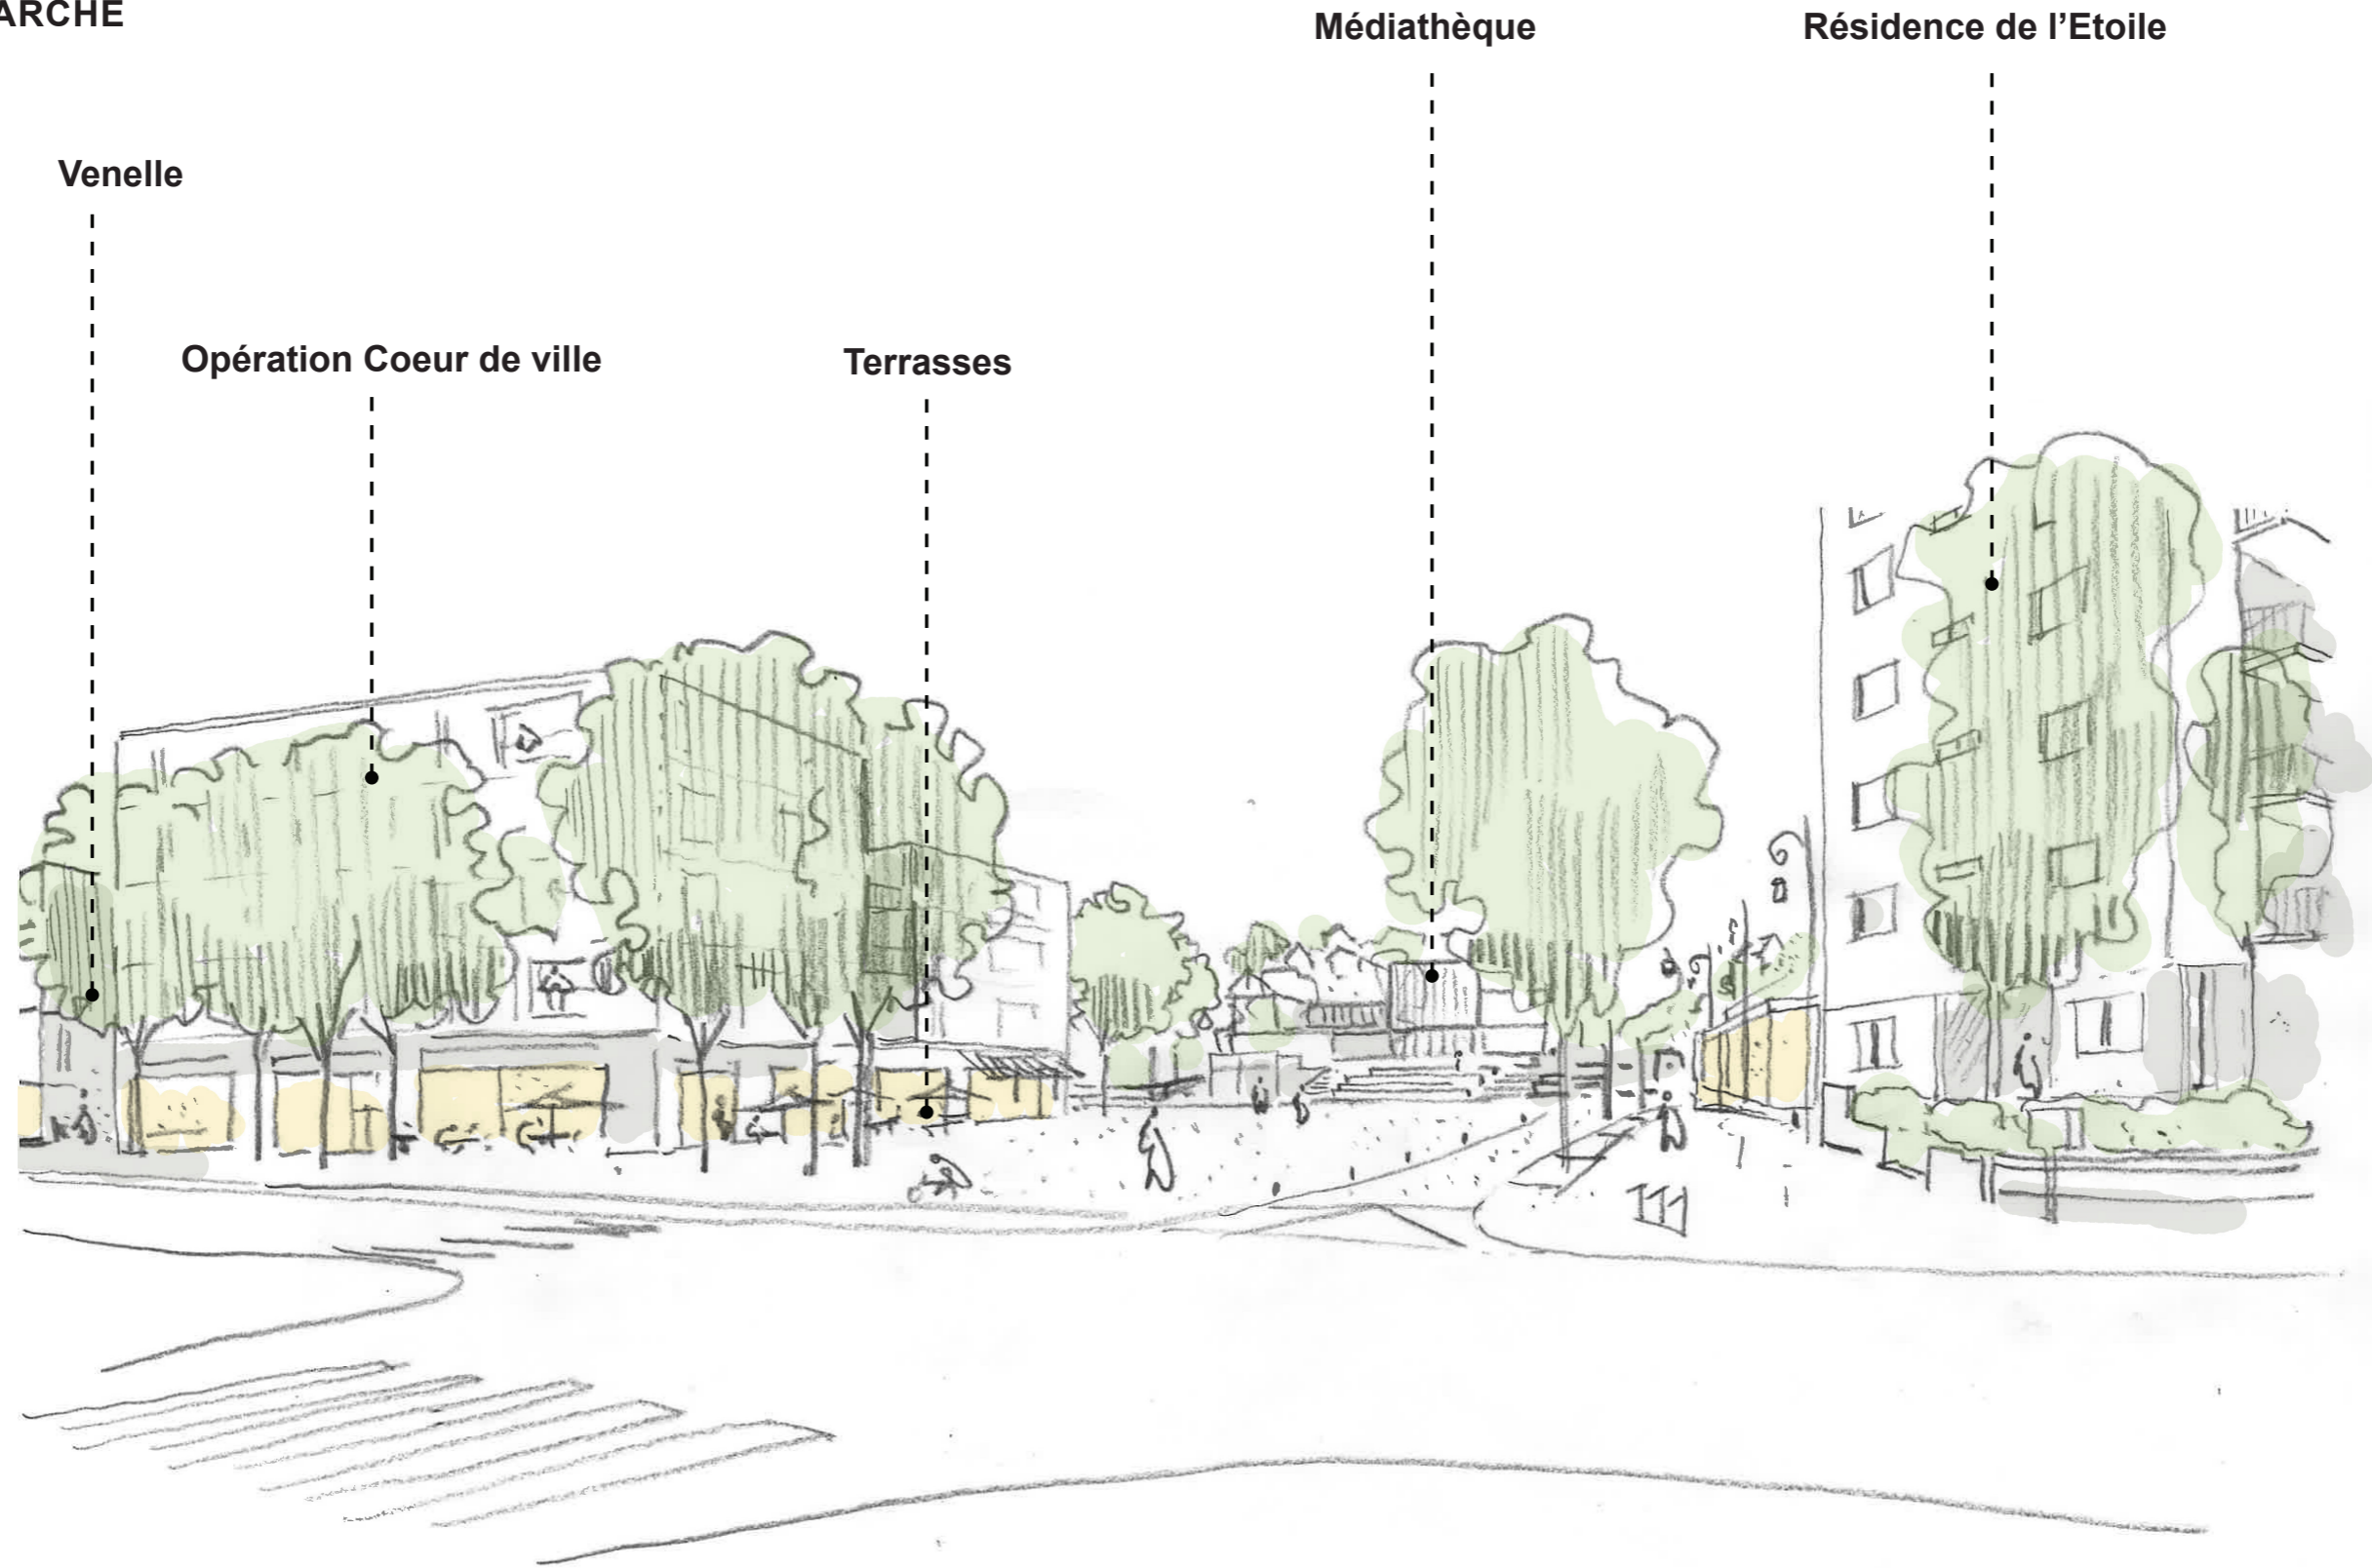 ARCHE
Médiathèque
Résidence de l’Etoile
Venelle
Opération Coeur de ville
Terrasses